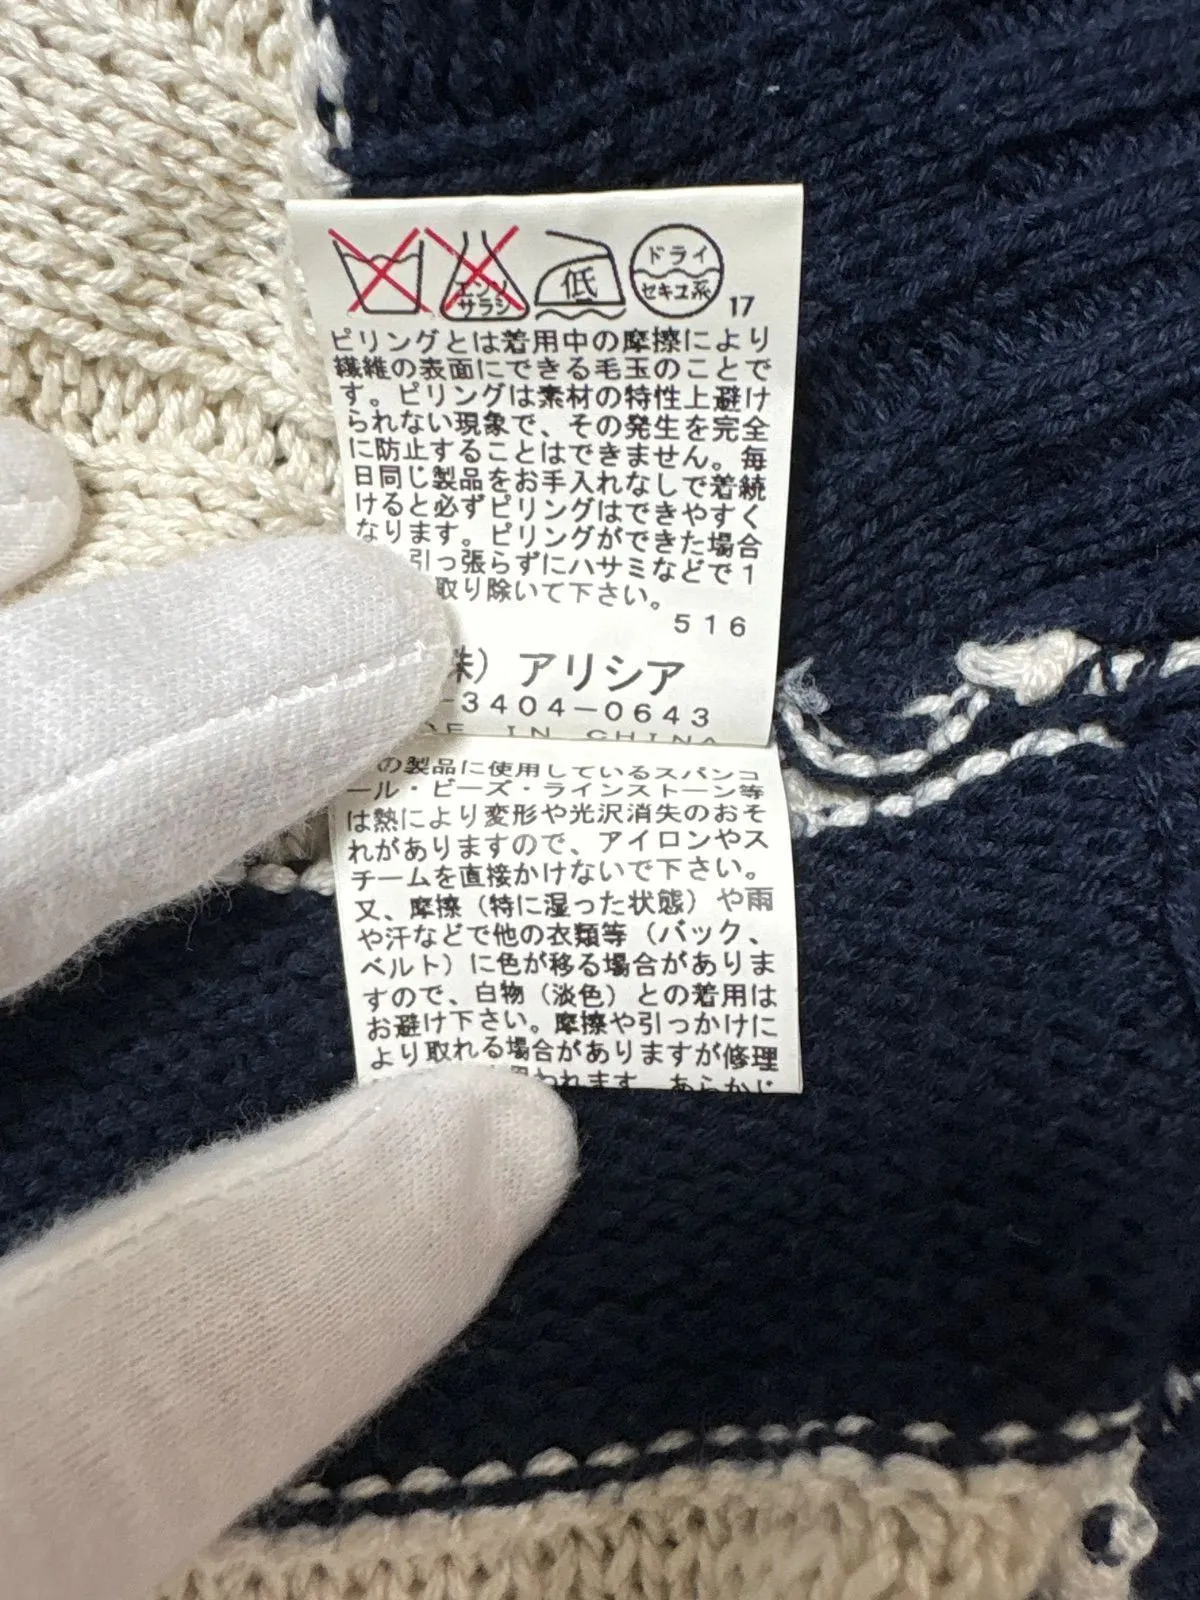 エンソ
サラシ
低
ドライ
セキユ系
17
ピリングとは着用中の摩擦により
繊維の表面にできる毛玉のことで
す。ピリングは素材の特性上避け
られない現象で、その発生を完全
に防止することはできません。毎
日同じ製品をお手入れなしで着続
けると必ずピリングはできやすく
なります。ピリングができた場合
引っ張らずにハサミなどで1
取り除いて下さい。
516
株）アリシア
-3404-0643
IN CHINA
の製品に使用しているスパンコ
ール・ビーズ・ラインストーン等
は熱により変形や光沢消失のおそ
れがありますので、アイロンやス
チームを直接かけないで下さい。
又、摩擦（特に湿った状態）や雨
や汗などで他の衣類等（バック、
ベルト）に色が移る場合がありま
すので、白物（淡色）との着用は
お避け下さい。摩擦や引っかけに
より取れる場合がありますが修理
われます。あらかじ